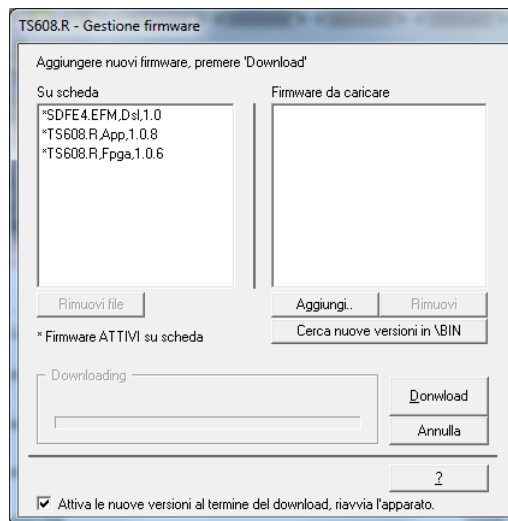 TS608.R - Gestione firmware
Aggiungere nuovi firmware, premere 'Download'
Su scheda
Firmware da caricare
*SDFE4.EFM,Dsl,1.0
*TS608.R,App,1.0.8
*TS608.R,Fpga,1.0.6
Rimuovi file
Aggiungi..
Rimuovi
* Firmware ATTIVI su scheda
Cerca nuove versioni in \BIN
Downloading
Donwload
Annulla
?
Attiva le nuove versioni al termine del download, riavvia l'apparato.